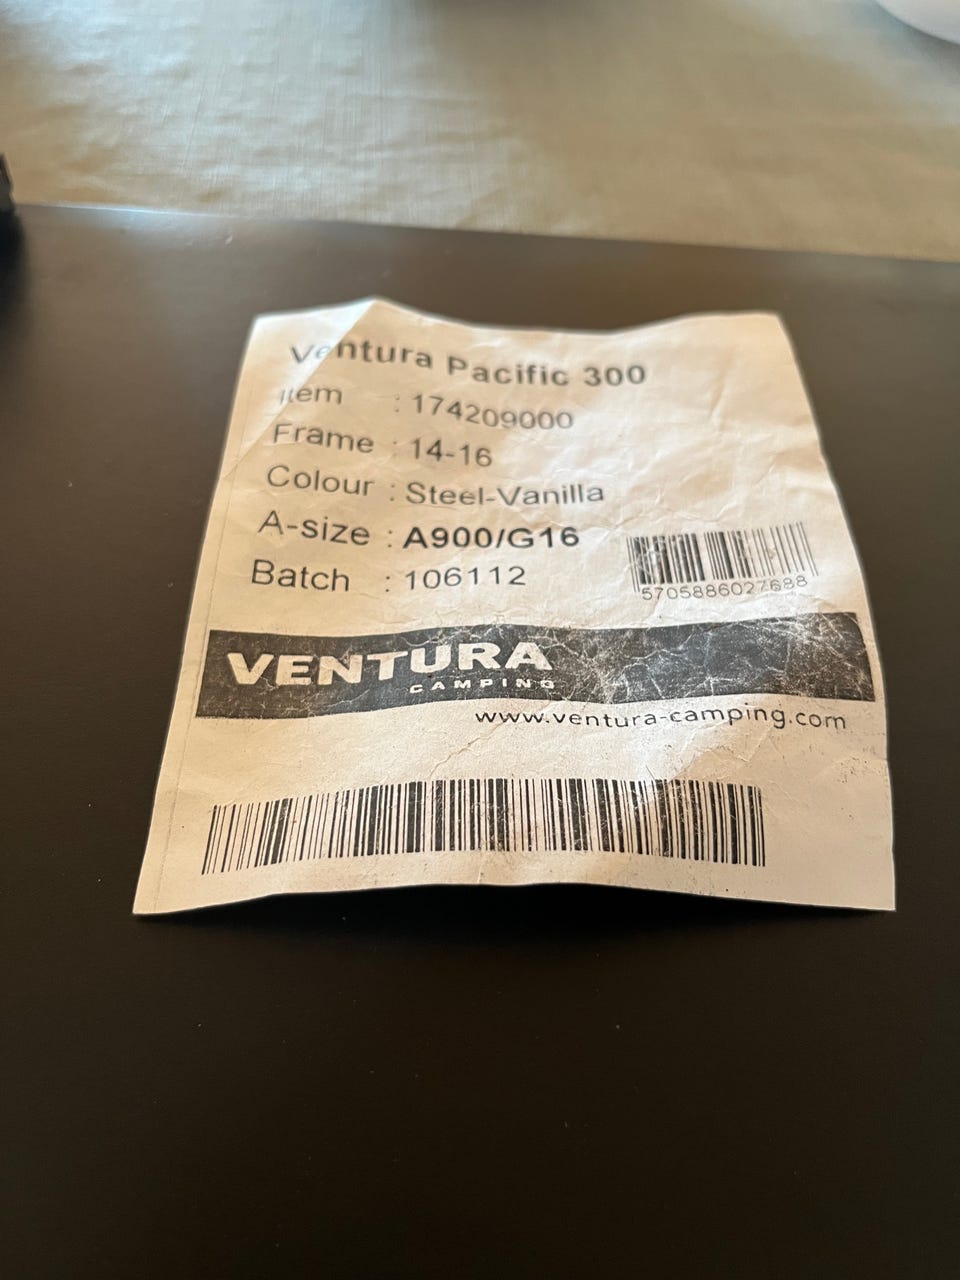 Ventura Pacific 300
Item : 174209000
Frame : 14-16
Colour : Steel-Vanilla
A-size : A900/G16
Batch : 106112
5705886027688
VENTURA
CAMPING
www.ventura-camping.com